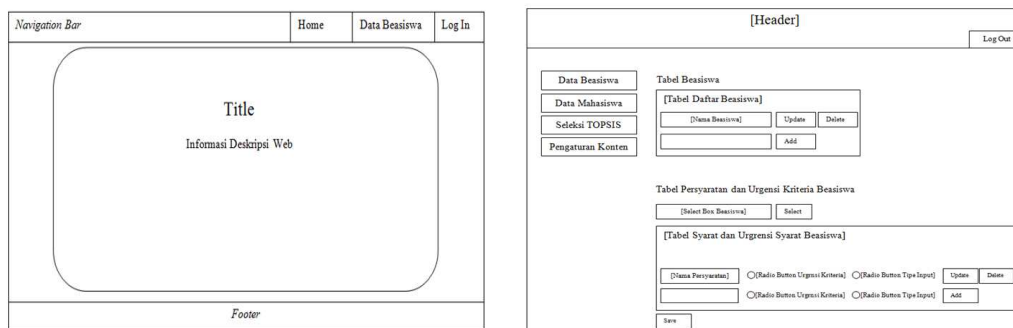 Navigation Bar Home Data Beasiswa Log In
Title
Informasi Deskripsi Web
Footer
[Header]
Log Out
Data Beasiswa
Data Mahasiswa
Seleksi TOPSIS
Pengaturan Konten
Tabel Beasiswa
[Tabel Daftar Beasiswa]
[Nama Beasiswa] Update Delete
Add
Tabel Persyaratan dan Urgensi Kriteria Beasiswa
[Select Box Beasiswa] Select
[Tabel Syarat dan Urgrensi Syarat Beasiswa]
[Nama Persyaratan] [Radio Button Urgensi Kriteria] [Radio Button Tipe Input] Update Delete
[Radio Button Urgensi Kriteria] [Radio Button Tipe Input] Add
Save